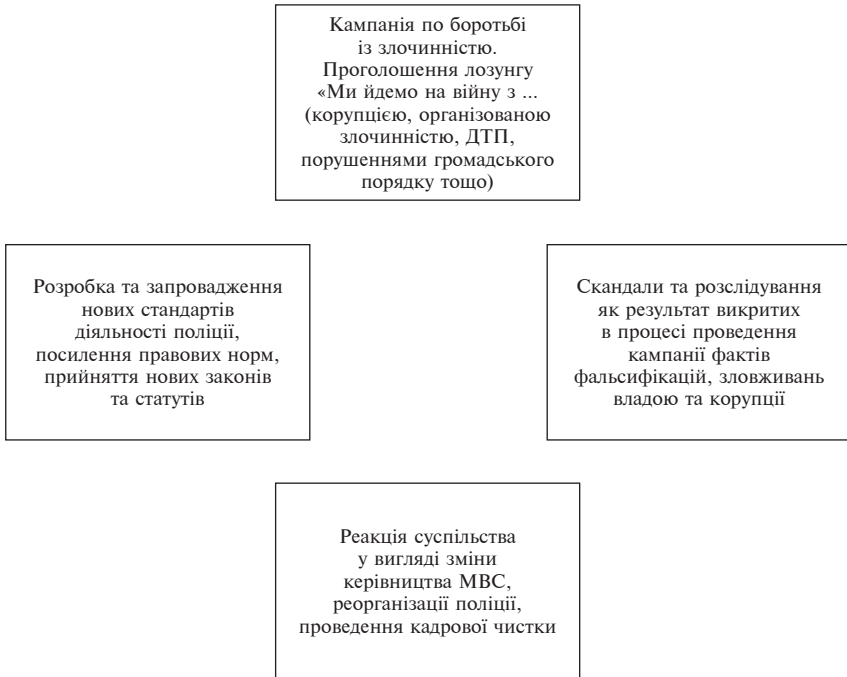 Кампанія по боротьбі
із злочинністю.
Проголошення лозунгу
«Ми йдемо на війну з ...
(корупцією, організованою
злочинністю, ДТП,
порушеннями громадського
порядку тощо)
Розробка та запровадження
нових стандартів
діяльності поліції,
посилення правових норм,
прийняття нових законів
та статутів
Скандали та розслідування
як результат викритих
в процесі проведення
кампанії фактів
фальсифікацій, зловживань
владою та корупції
Реакція суспільства
у вигляді зміни
керівництва МВС,
реорганізації поліції,
проведення кадрової чистки